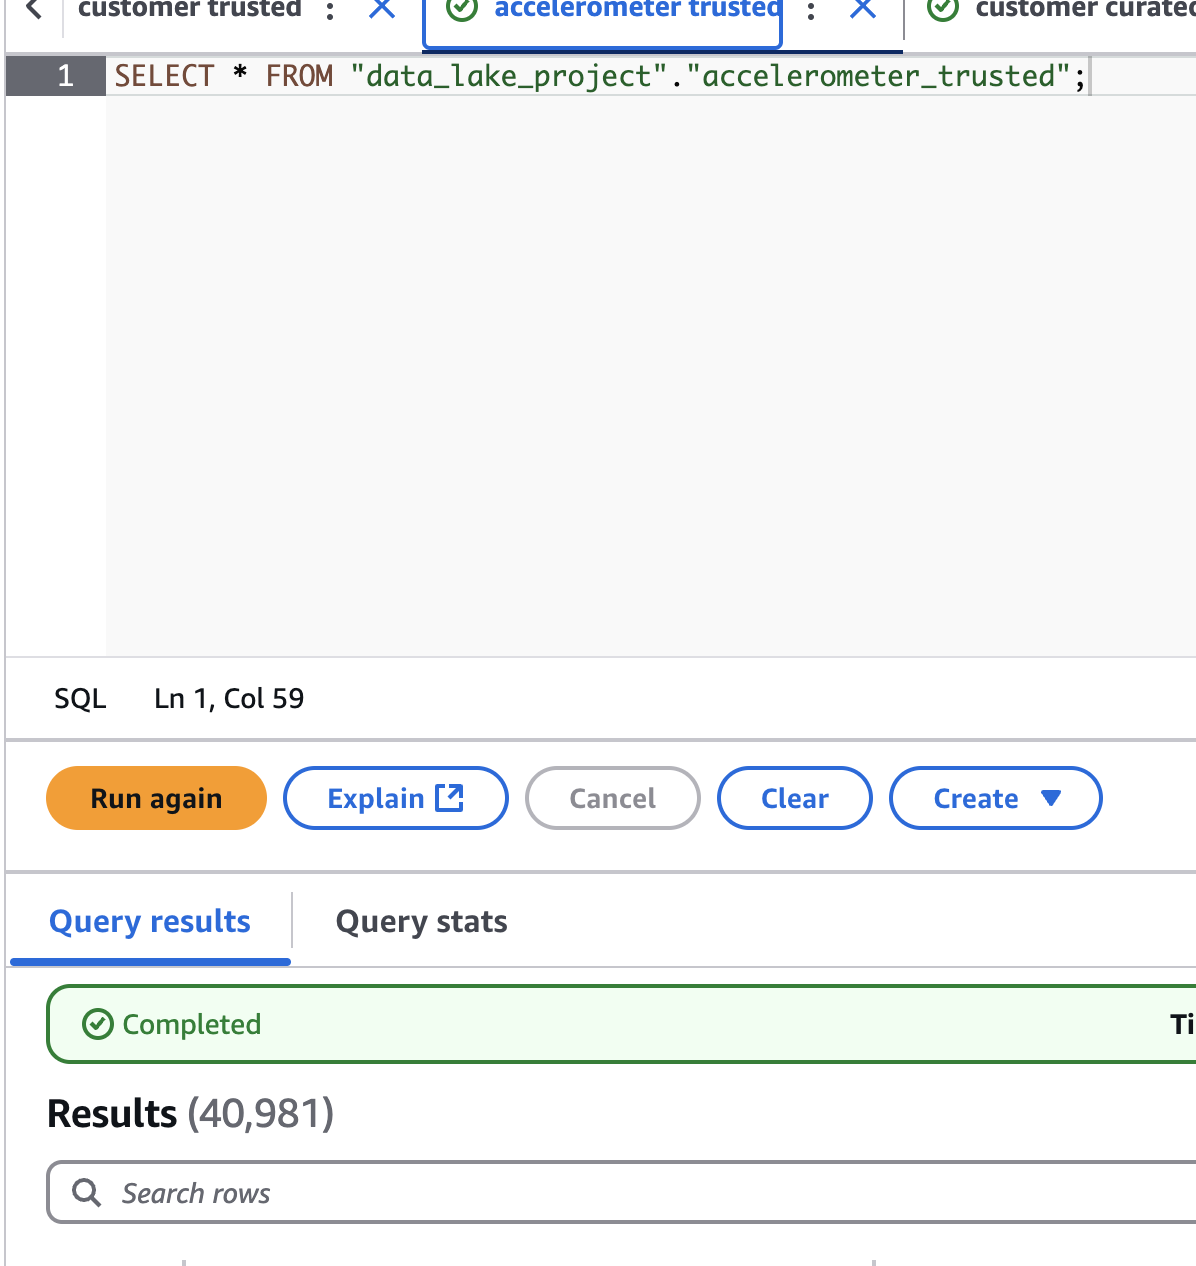 customer trusted
accelerometer trusted
customer curated
1 SELECT * FROM "data_lake_project"."accelerometer_trusted";
SQL Ln 1, Col 59
Run again Explain Cancel Clear Create
Query results Query stats
Completed Ti
Results (40,981)
Search rows